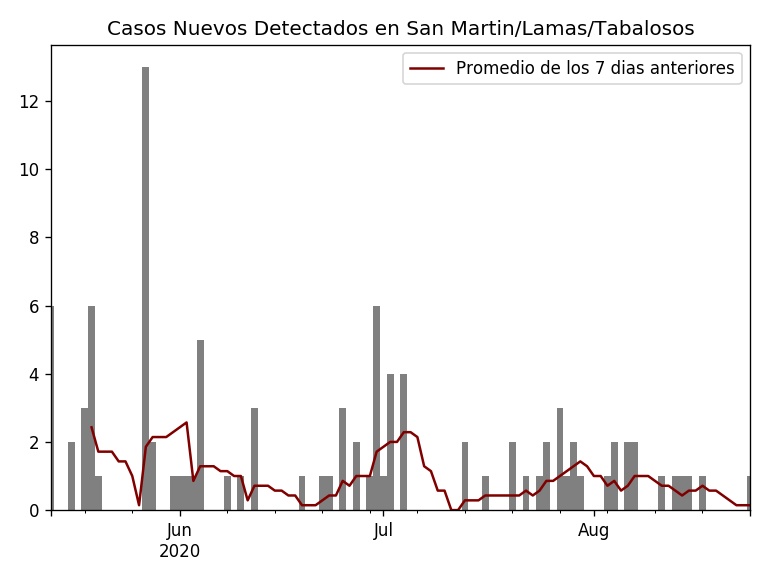 Casos Nuevos Detectados en San Martin/Lamas/Tabalosos
Promedio de los 7 dias anteriores
12
10
8
6
4
2
0
Jun
2020
Jul
Aug